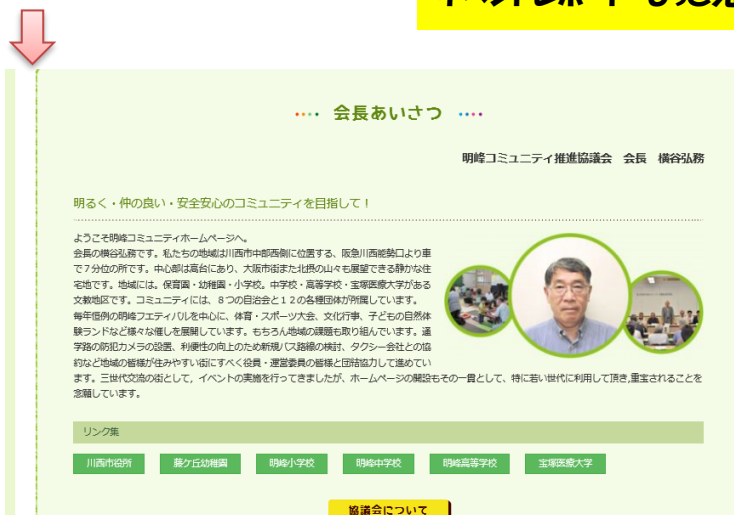 会長あいさつ
明峰コミュニティ推進協議会 会長 横谷弘務
明るく・仲の良い・安全安心のコミュニティを目指して！
ようこそ明峰コミュニティホームページへ。
会長の横谷弘務です。私たちの地域は川西市中部西側に位置する、阪急川西能勢口より車
で７分位の所です。中心部は高台にあり、大阪市街また北摂の山々も展望できる静かな住
宅地です。地域には、保育園・幼稚園・小学校。中学校・高等学校・宝塚医療大学がある
文教地区です。コミュニティには、８つの自治会と１２の各種団体が所属しています。
毎年恒例の明峰フェティバルを中心に、体育・スポーツ大会、文化行事、子どもの自然体
験ランドなど様々な催しを展開しています。もちろん地域の課題も取り組んでいます。通
学路の防犯カメラの設置、利便性の向上のため新規バス路線の検討、タクシー会社との協
約など地域の皆様が住みやすい街にすべく役員・運営委員の皆様と団結協力して進めてい
ます。三世代交流の街として，イベントの実施を行ってきましたが、ホームページの開設もその一貫として、特に若い世代に利用して頂き,重宝されることを
念願しています。
リンク集
川西市役所 藤ケ丘幼稚園 明峰小学校 明峰中学校 明峰高等学校 宝塚医療大学
協議会について